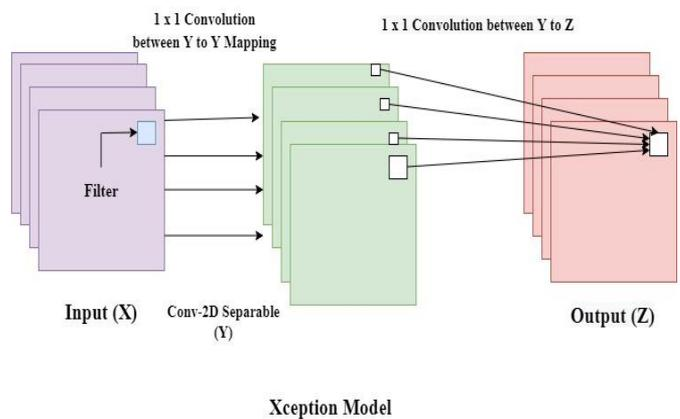 1 x 1 Convolution
between Y to Y Mapping
1 x 1 Convolution between Y to Z
Filter
Input (X)
Conv-2D Separable
(Y)
Output (Z)
Xception Model